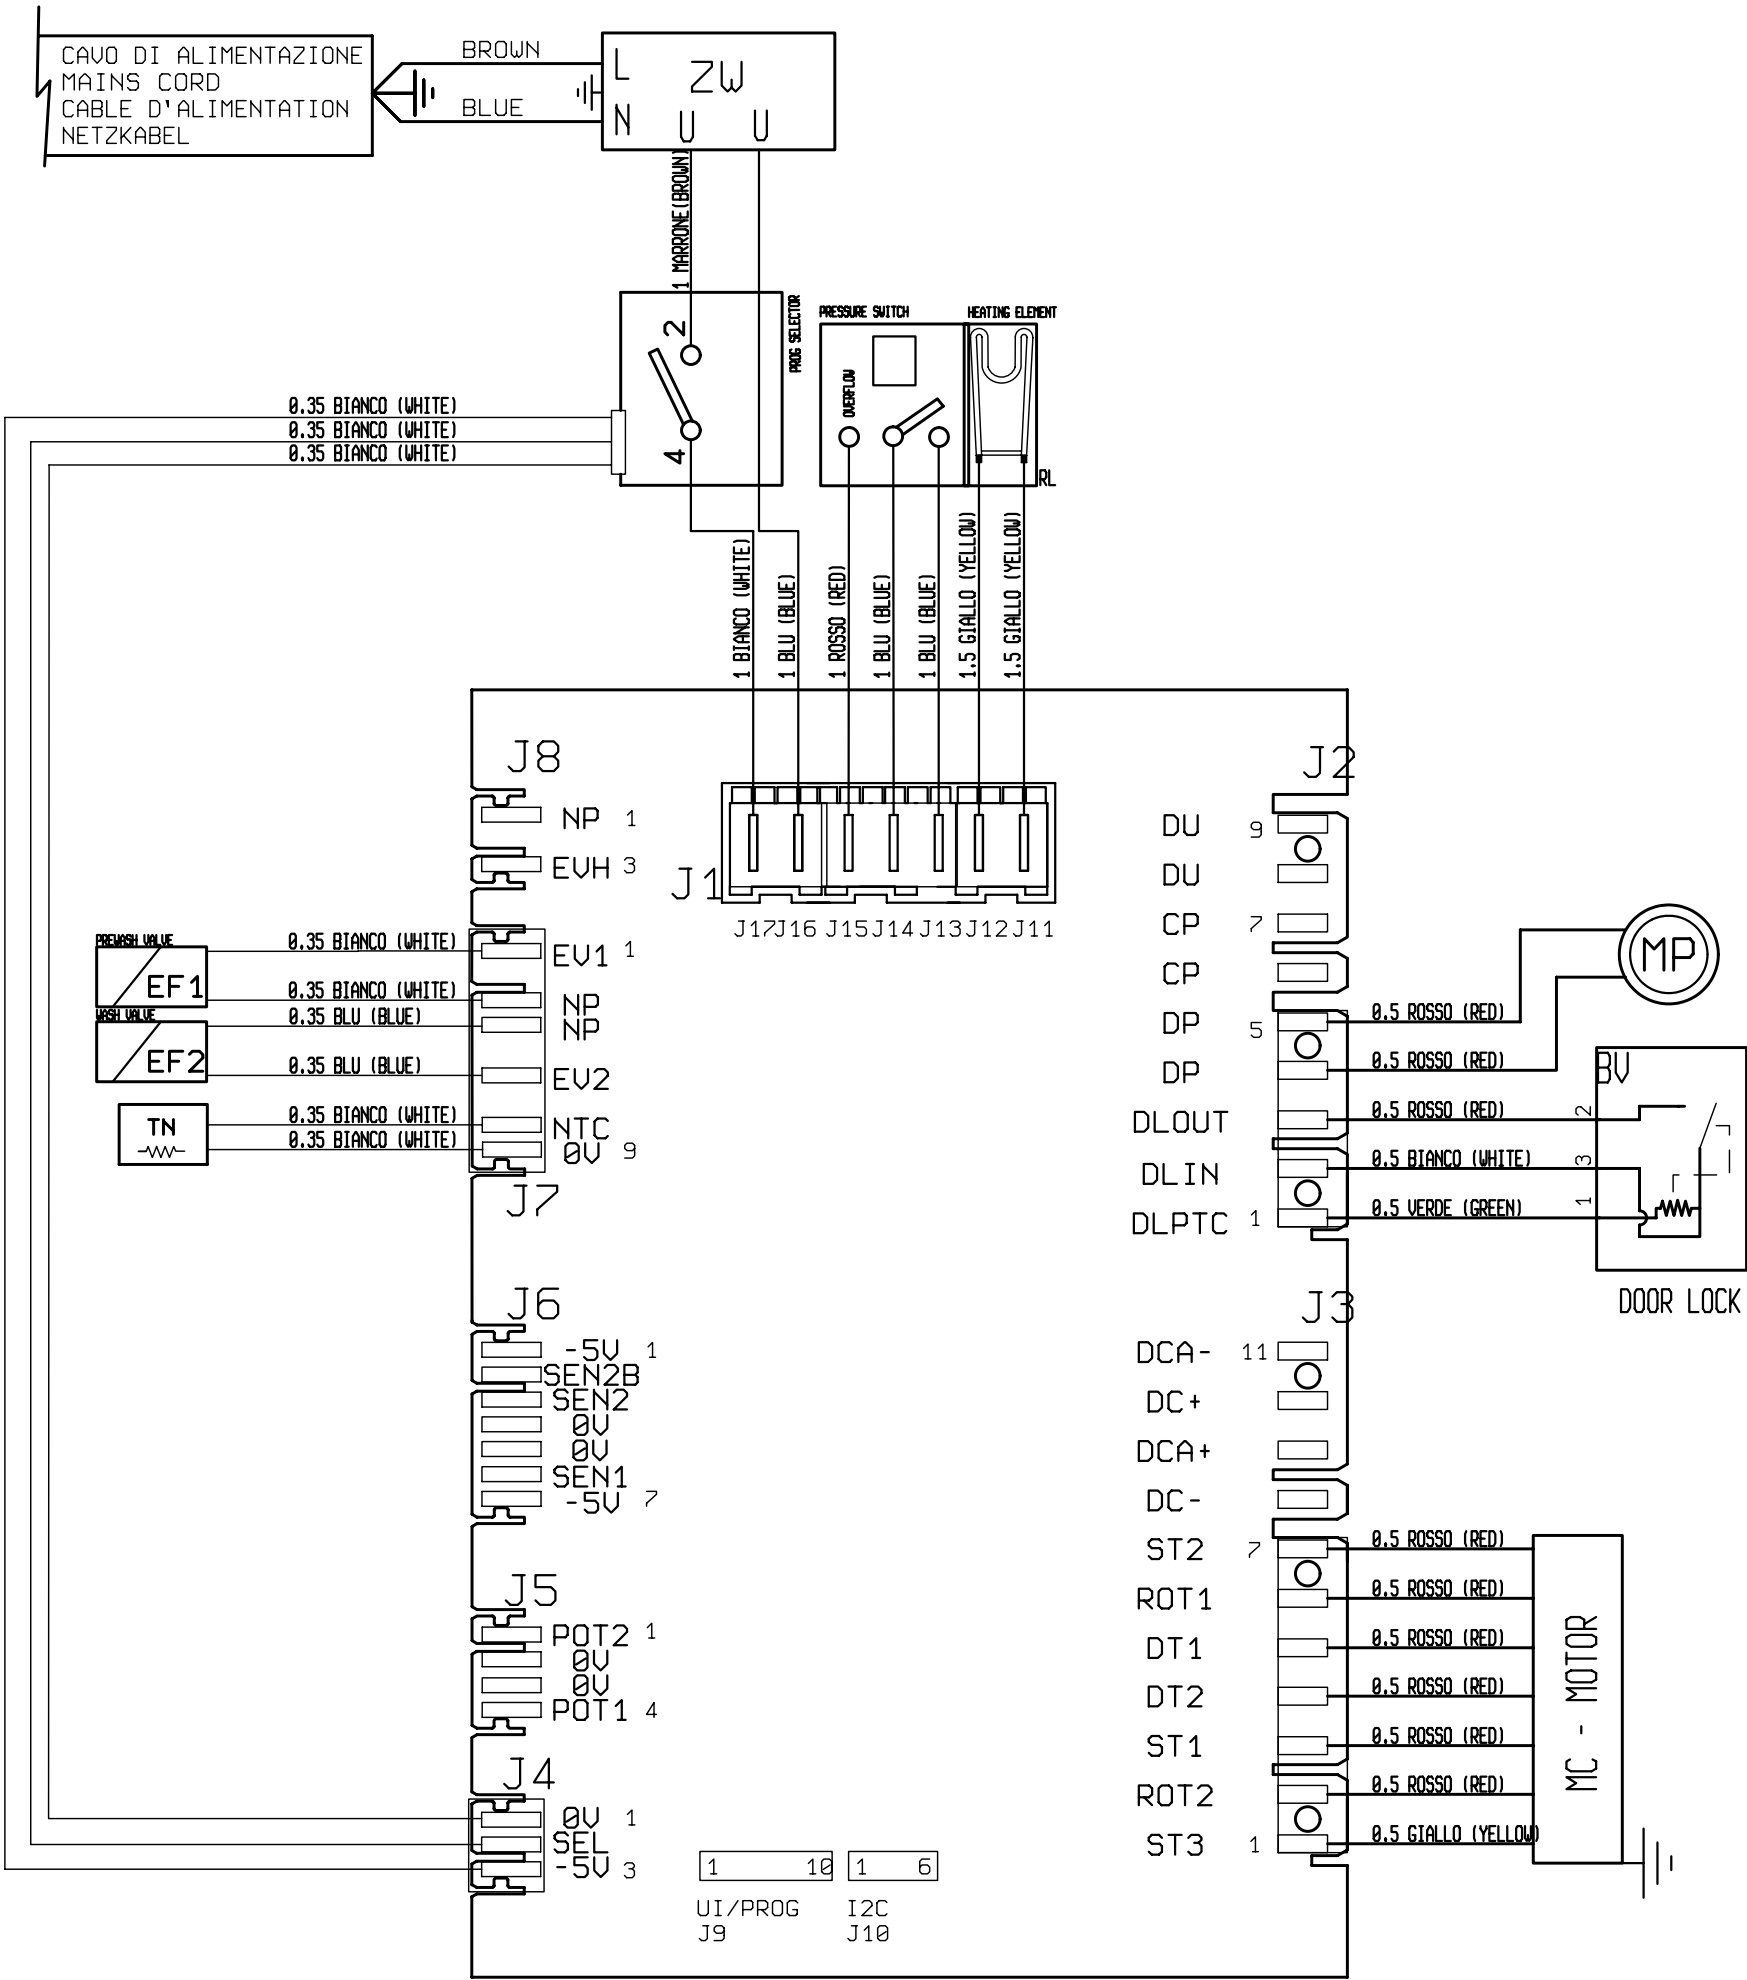 CAVO DI ALIMENTAZIONE
MAINS CORD
CABLE D'ALIMENTATION
NETZKABEL
BROWN
BLUE
L
N
ZW
U
U
1 MARRONE(BROWN)
2
4
PROG SELECTOR
PRESSURE SWITCH
OVERFLOW
HEATING ELEMENT
RL
0.35 BIANCO (WHITE)
0.35 BIANCO (WHITE)
0.35 BIANCO (WHITE)
1 BIANCO (WHITE)
1 BLU (BLUE)
1 ROSSO (RED)
1 BLU (BLUE)
1 BLU (BLUE)
1.5 GIALLO (YELLOW)
1.5 GIALLO (YELLOW)
J8
NP 1
EVH 3
J1
J17 J16 J15 J14 J13 J12 J11
PREWASH VALVE
EF1
WASH VALVE
EF2
TN
0.35 BIANCO (WHITE)
0.35 BIANCO (WHITE)
0.35 BLU (BLUE)
0.35 BLU (BLUE)
0.35 BIANCO (WHITE)
0.35 BIANCO (WHITE)
EV1 1
NP
NP
EV2
NTC
0V 9
J7
J6
-5V 1
SEN2B
SEN2
0V
0V
SEN1
-5V 7
J5
POT2 1
0V
0V
POT1 4
J4
0V 1
SEL
-5V 3
1 10
UI/PROG
J9
1 6
I2C
J10
J2
DV 9
DV
CP 7
CP
DP 5
DP
DLOUT
DLIN
DLPTC 1
0.5 ROSSO (RED)
0.5 ROSSO (RED)
0.5 ROSSO (RED)
0.5 BIANCO (WHITE)
0.5 VERDE (GREEN)
MP
BV
2
3
1
DOOR LOCK
J3
DCA- 11
DC+
DCA+
DC-
ST2 7
ROT1
DT1
DT2
ST1
ROT2
ST3 1
0.5 ROSSO (RED)
0.5 ROSSO (RED)
0.5 ROSSO (RED)
0.5 ROSSO (RED)
0.5 ROSSO (RED)
0.5 ROSSO (RED)
0.5 GIALLO (YELLOW)
MC - MOTOR